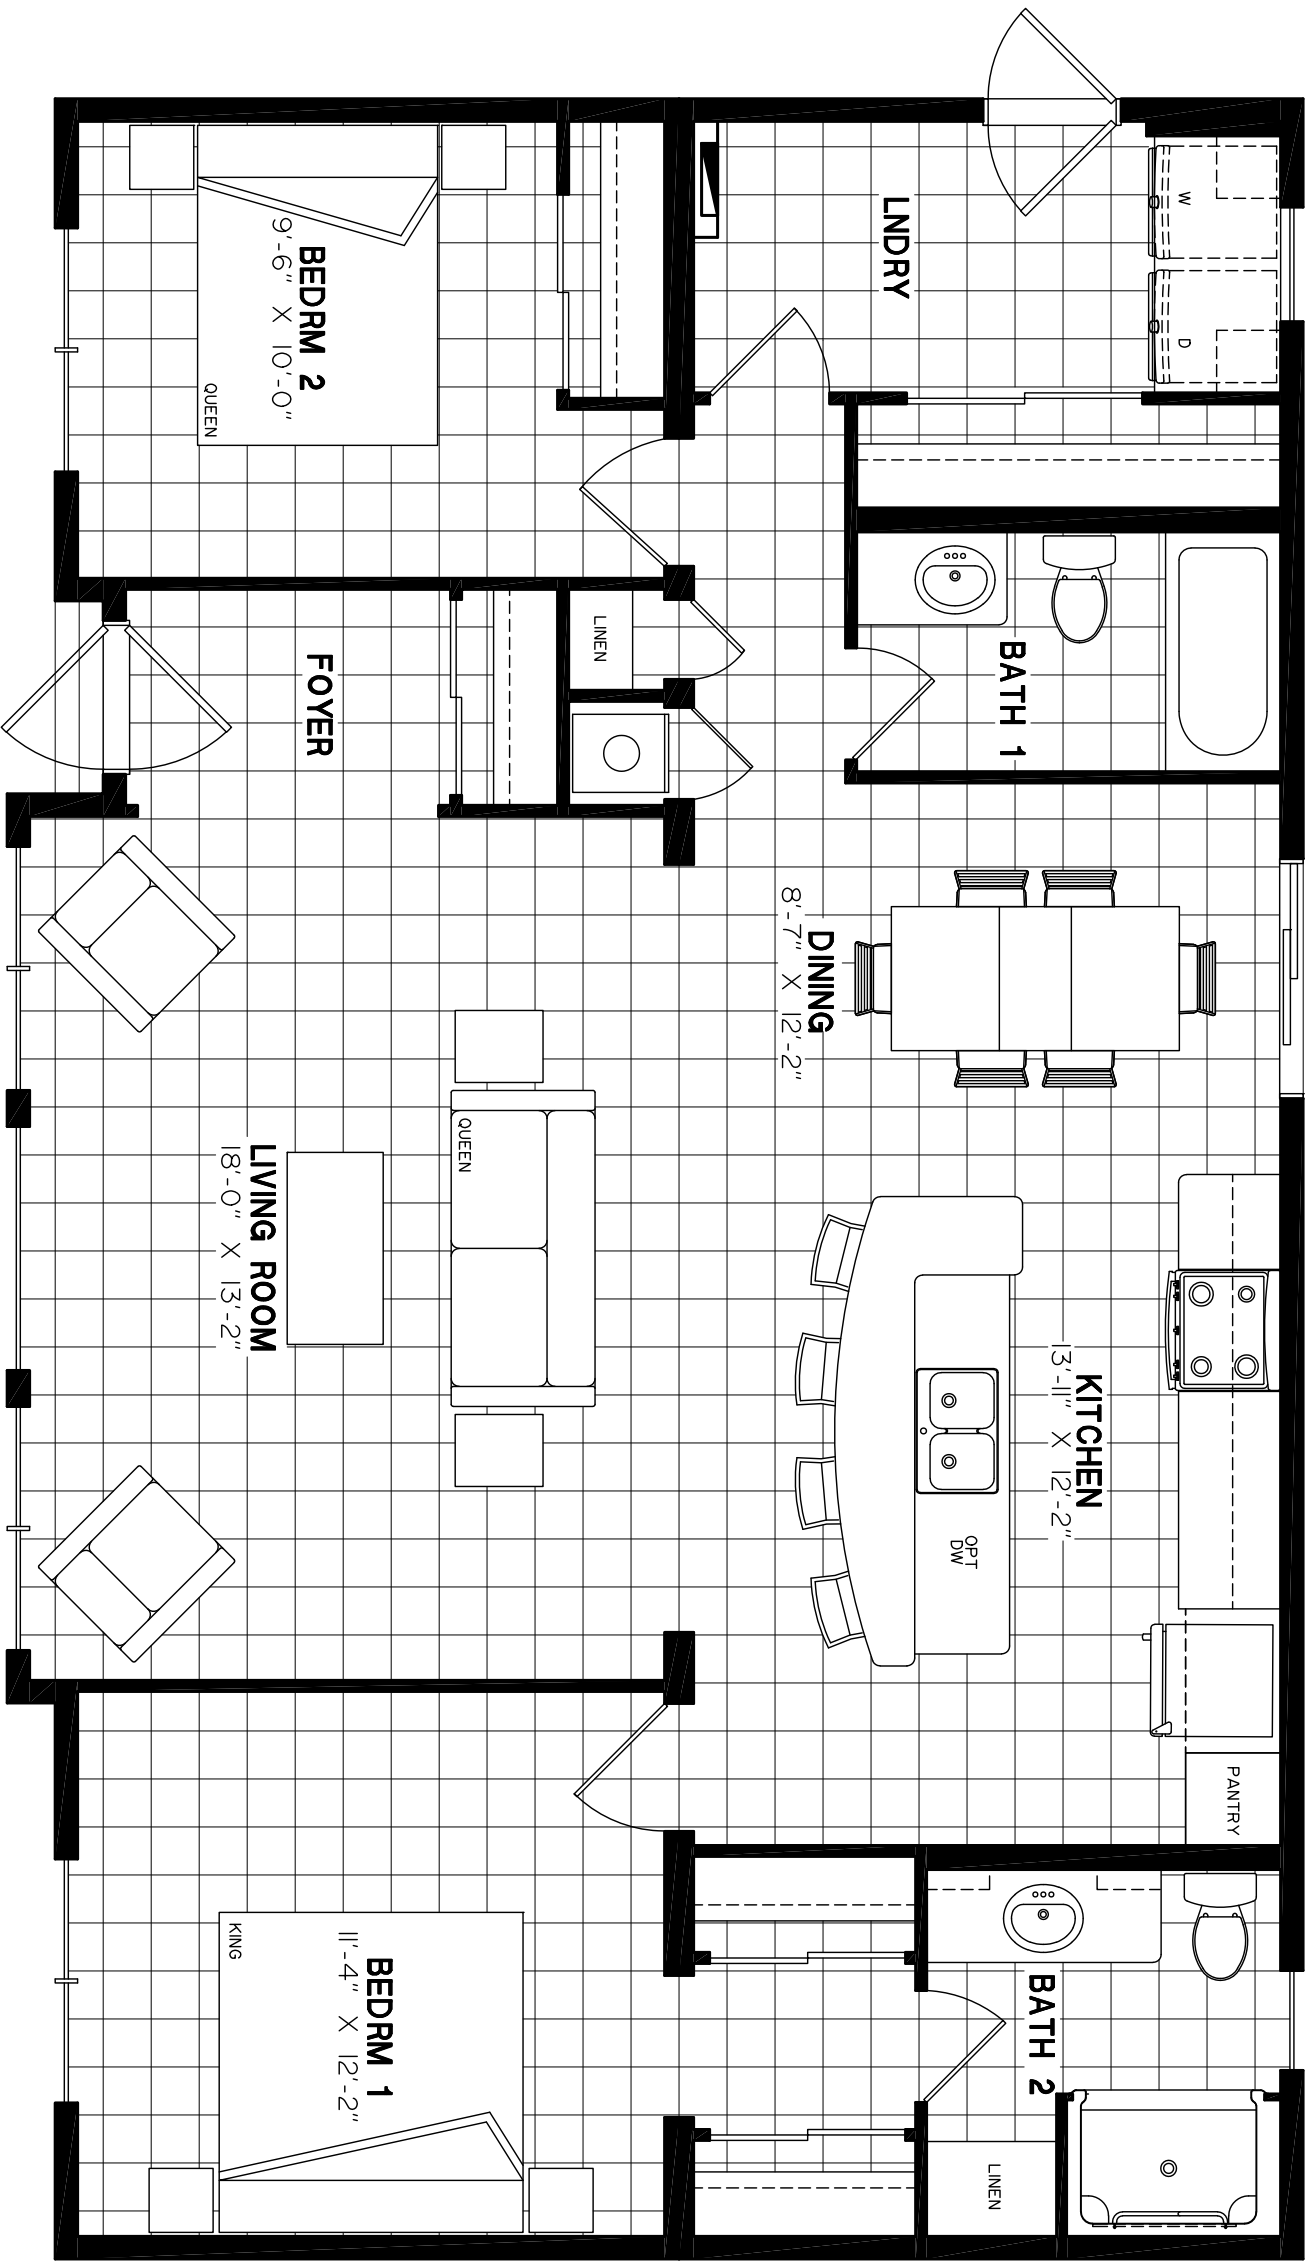 LNDRY
W
D
BATH 1
DINING
8'-7" X 12'-2"
KITCHEN
13'-11" X 12'-2"
OPT
DW
PANTRY
BATH 2
LINEN
BEDRM 2
9'-6" X 10'-0"
QUEEN
LINEN
FOYER
QUEEN
LIVING ROOM
18'-0" X 13'-2"
BEDRM 1
11'-4" X 12'-2"
KING